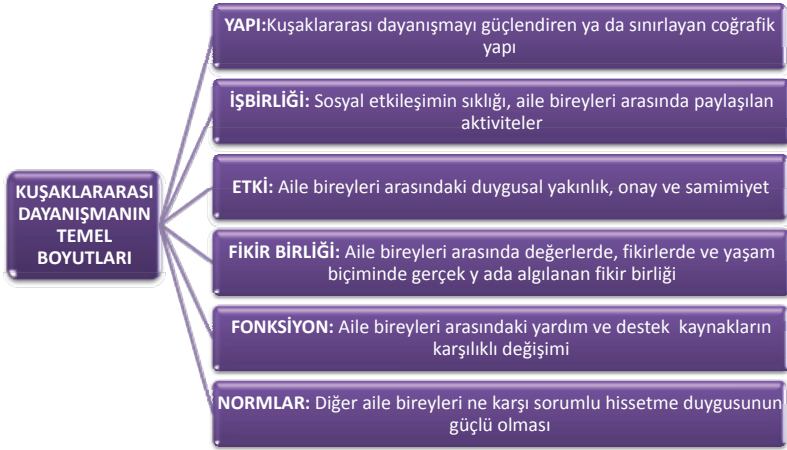 KUŞAKLARARASI
DAYANIŞMANIN
TEMEL
BOYUTLARI
YAPI:Kuşaklararası dayanışmayı güçlendiren ya da sınırlayan coğrafik
yapı
İŞBİRLİĞİ: Sosyal etkileşimin sıklığı, aile bireyleri arasında paylaşılan
aktiviteler
ETKİ: Aile bireyleri arasındaki duygusal yakınlık, onay ve samimiyet
FİKİR BİRLİĞİ: Aile bireyleri arasında değerlerde, fikirlerde ve yaşam
biçiminde gerçek y ada algılanan fikir birliği
FONKSİYON: Aile bireyleri arasındaki yardım ve destek kaynakların
karşılıklı değişimi
NORMLAR: Diğer aile bireyleri ne karşı sorumlu hissetme duygusunun
güçlü olması